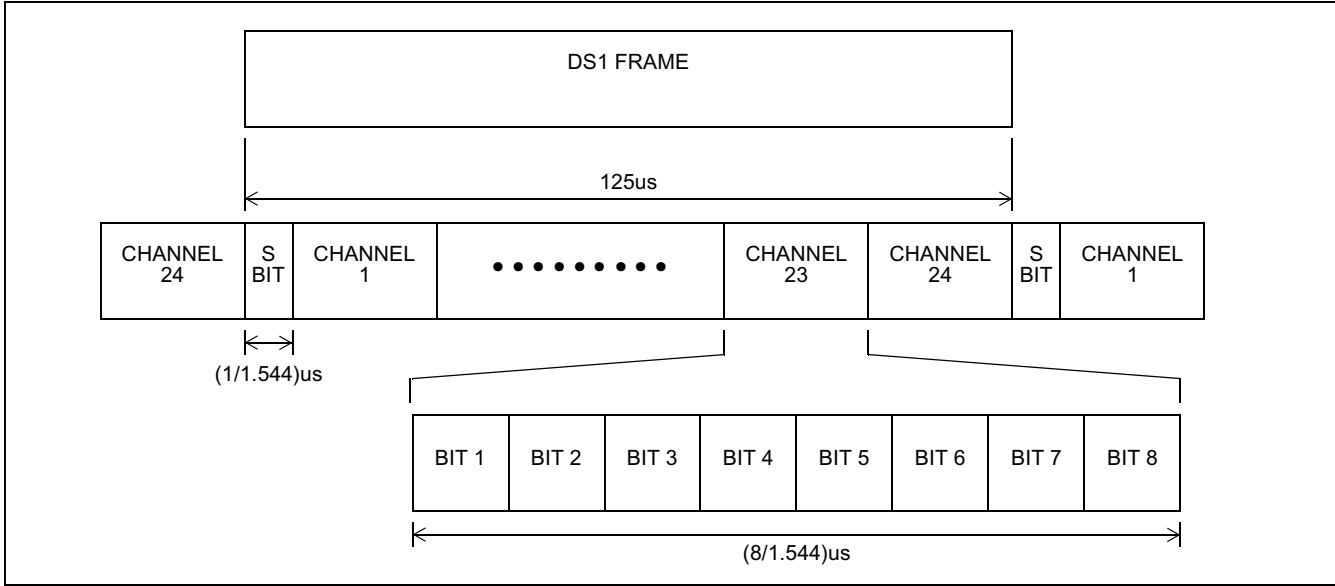 DS1 FRAME
125us
CHANNEL
24
S
BIT
CHANNEL
1
CHANNEL
23
CHANNEL
24
S
BIT
CHANNEL
1
(1/1.544)us
BIT 1
BIT 2
BIT 3
BIT 4
BIT 5
BIT 6
BIT 7
BIT 8
(8/1.544)us